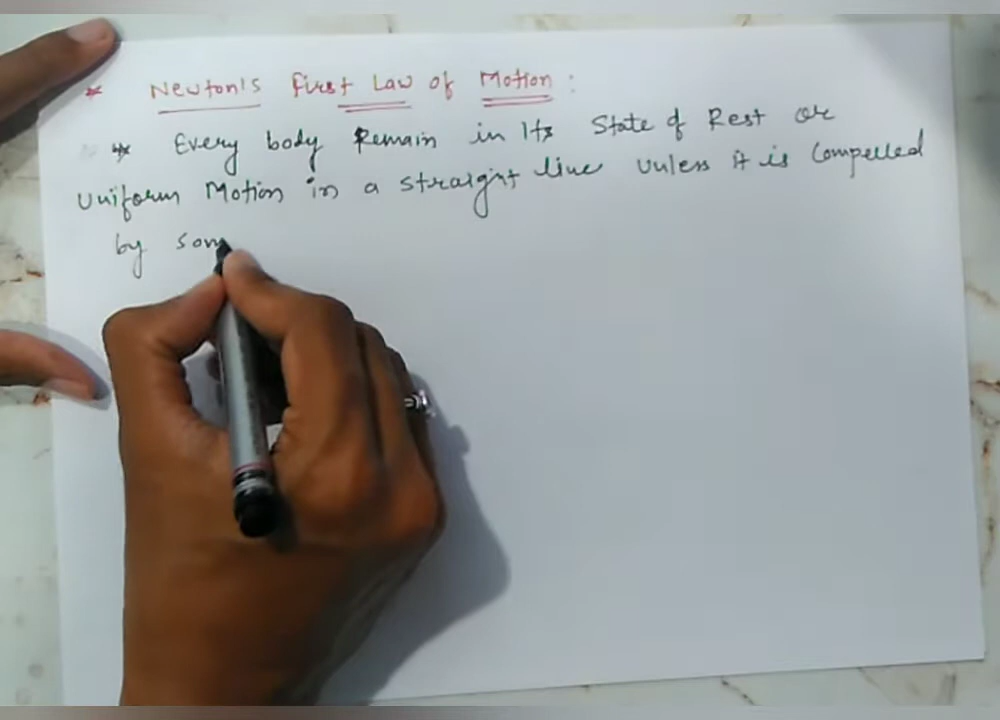 * Newton's First Law of Motion :
* Every body Remain in Its State of Rest or
Uniform Motion in a straight line Unless it is Compelled
by som